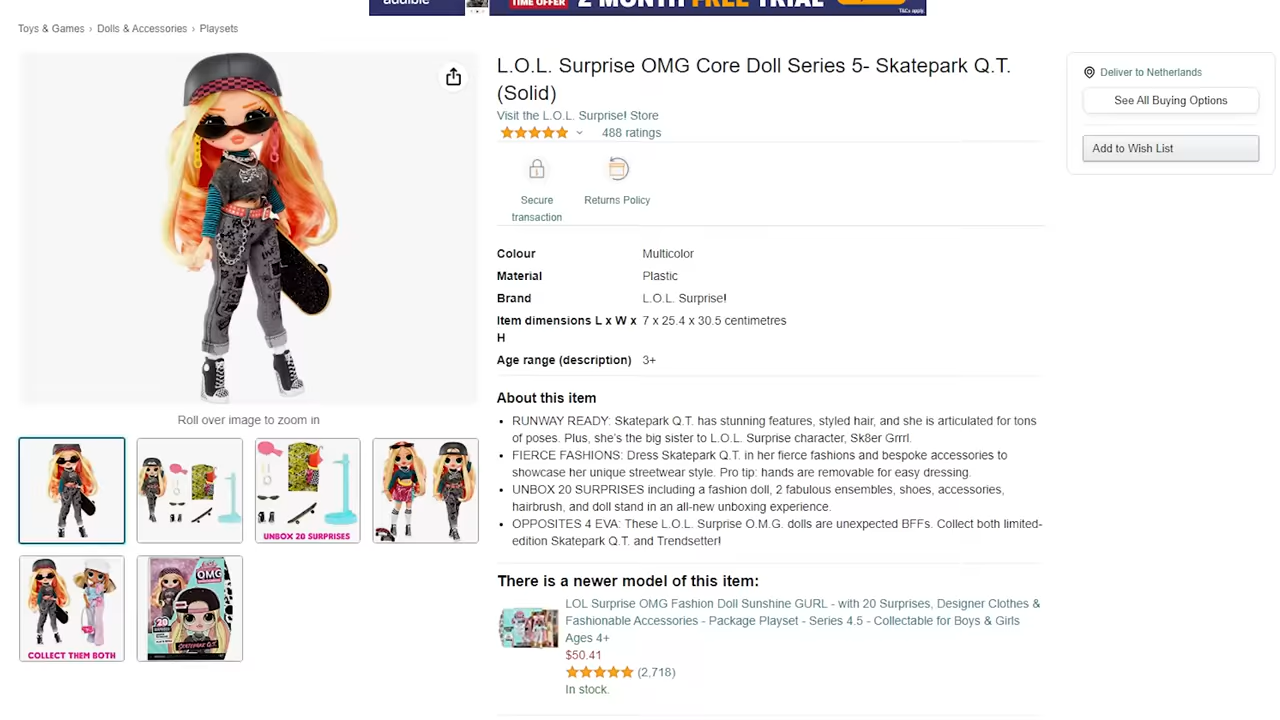 audible
TIME OFFER
2 MONTH FREE TRIAL
T&Cs apply
Toys & Games › Dolls & Accessories › Playsets
L.O.L. Surprise OMG Core Doll Series 5- Skatepark Q.T.
(Solid)
Visit the L.O.L. Surprise! Store
488 ratings
Secure
transaction
Returns Policy
Colour Multicolor
Material Plastic
Brand L.O.L. Surprise!
Item dimensions L x W x 7 x 25.4 x 30.5 centimetres
H
Age range (description) 3+
About this item
• RUNWAY READY: Skatepark Q.T. has stunning features, styled hair, and she is articulated for tons
of poses. Plus, she's the big sister to L.O.L. Surprise character, Sk8er Grrrl.
• FIERCE FASHIONS: Dress Skatepark Q.T. in her fierce fashions and bespoke accessories to
showcase her unique streetwear style. Pro tip: hands are removable for easy dressing.
• UNBOX 20 SURPRISES including a fashion doll, 2 fabulous ensembles, shoes, accessories,
hairbrush, and doll stand in an all-new unboxing experience.
• OPPOSITES 4 EVA: These L.O.L. Surprise O.M.G. dolls are unexpected BFFs. Collect both limited-
edition Skatepark Q.T. and Trendsetter!
There is a newer model of this item:
LOL Surprise OMG Fashion Doll Sunshine GURL - with 20 Surprises, Designer Clothes &
Fashionable Accessories - Package Playset - Series 4.5 - Collectable for Boys & Girls
Ages 4+
$50.41
(2,718)
In stock.
Deliver to Netherlands
See All Buying Options
Add to Wish List
Roll over image to zoom in
UNBOX 20 SURPRISES
COLLECT THEM BOTH
OMG
20
SKATEPARK Q.T.